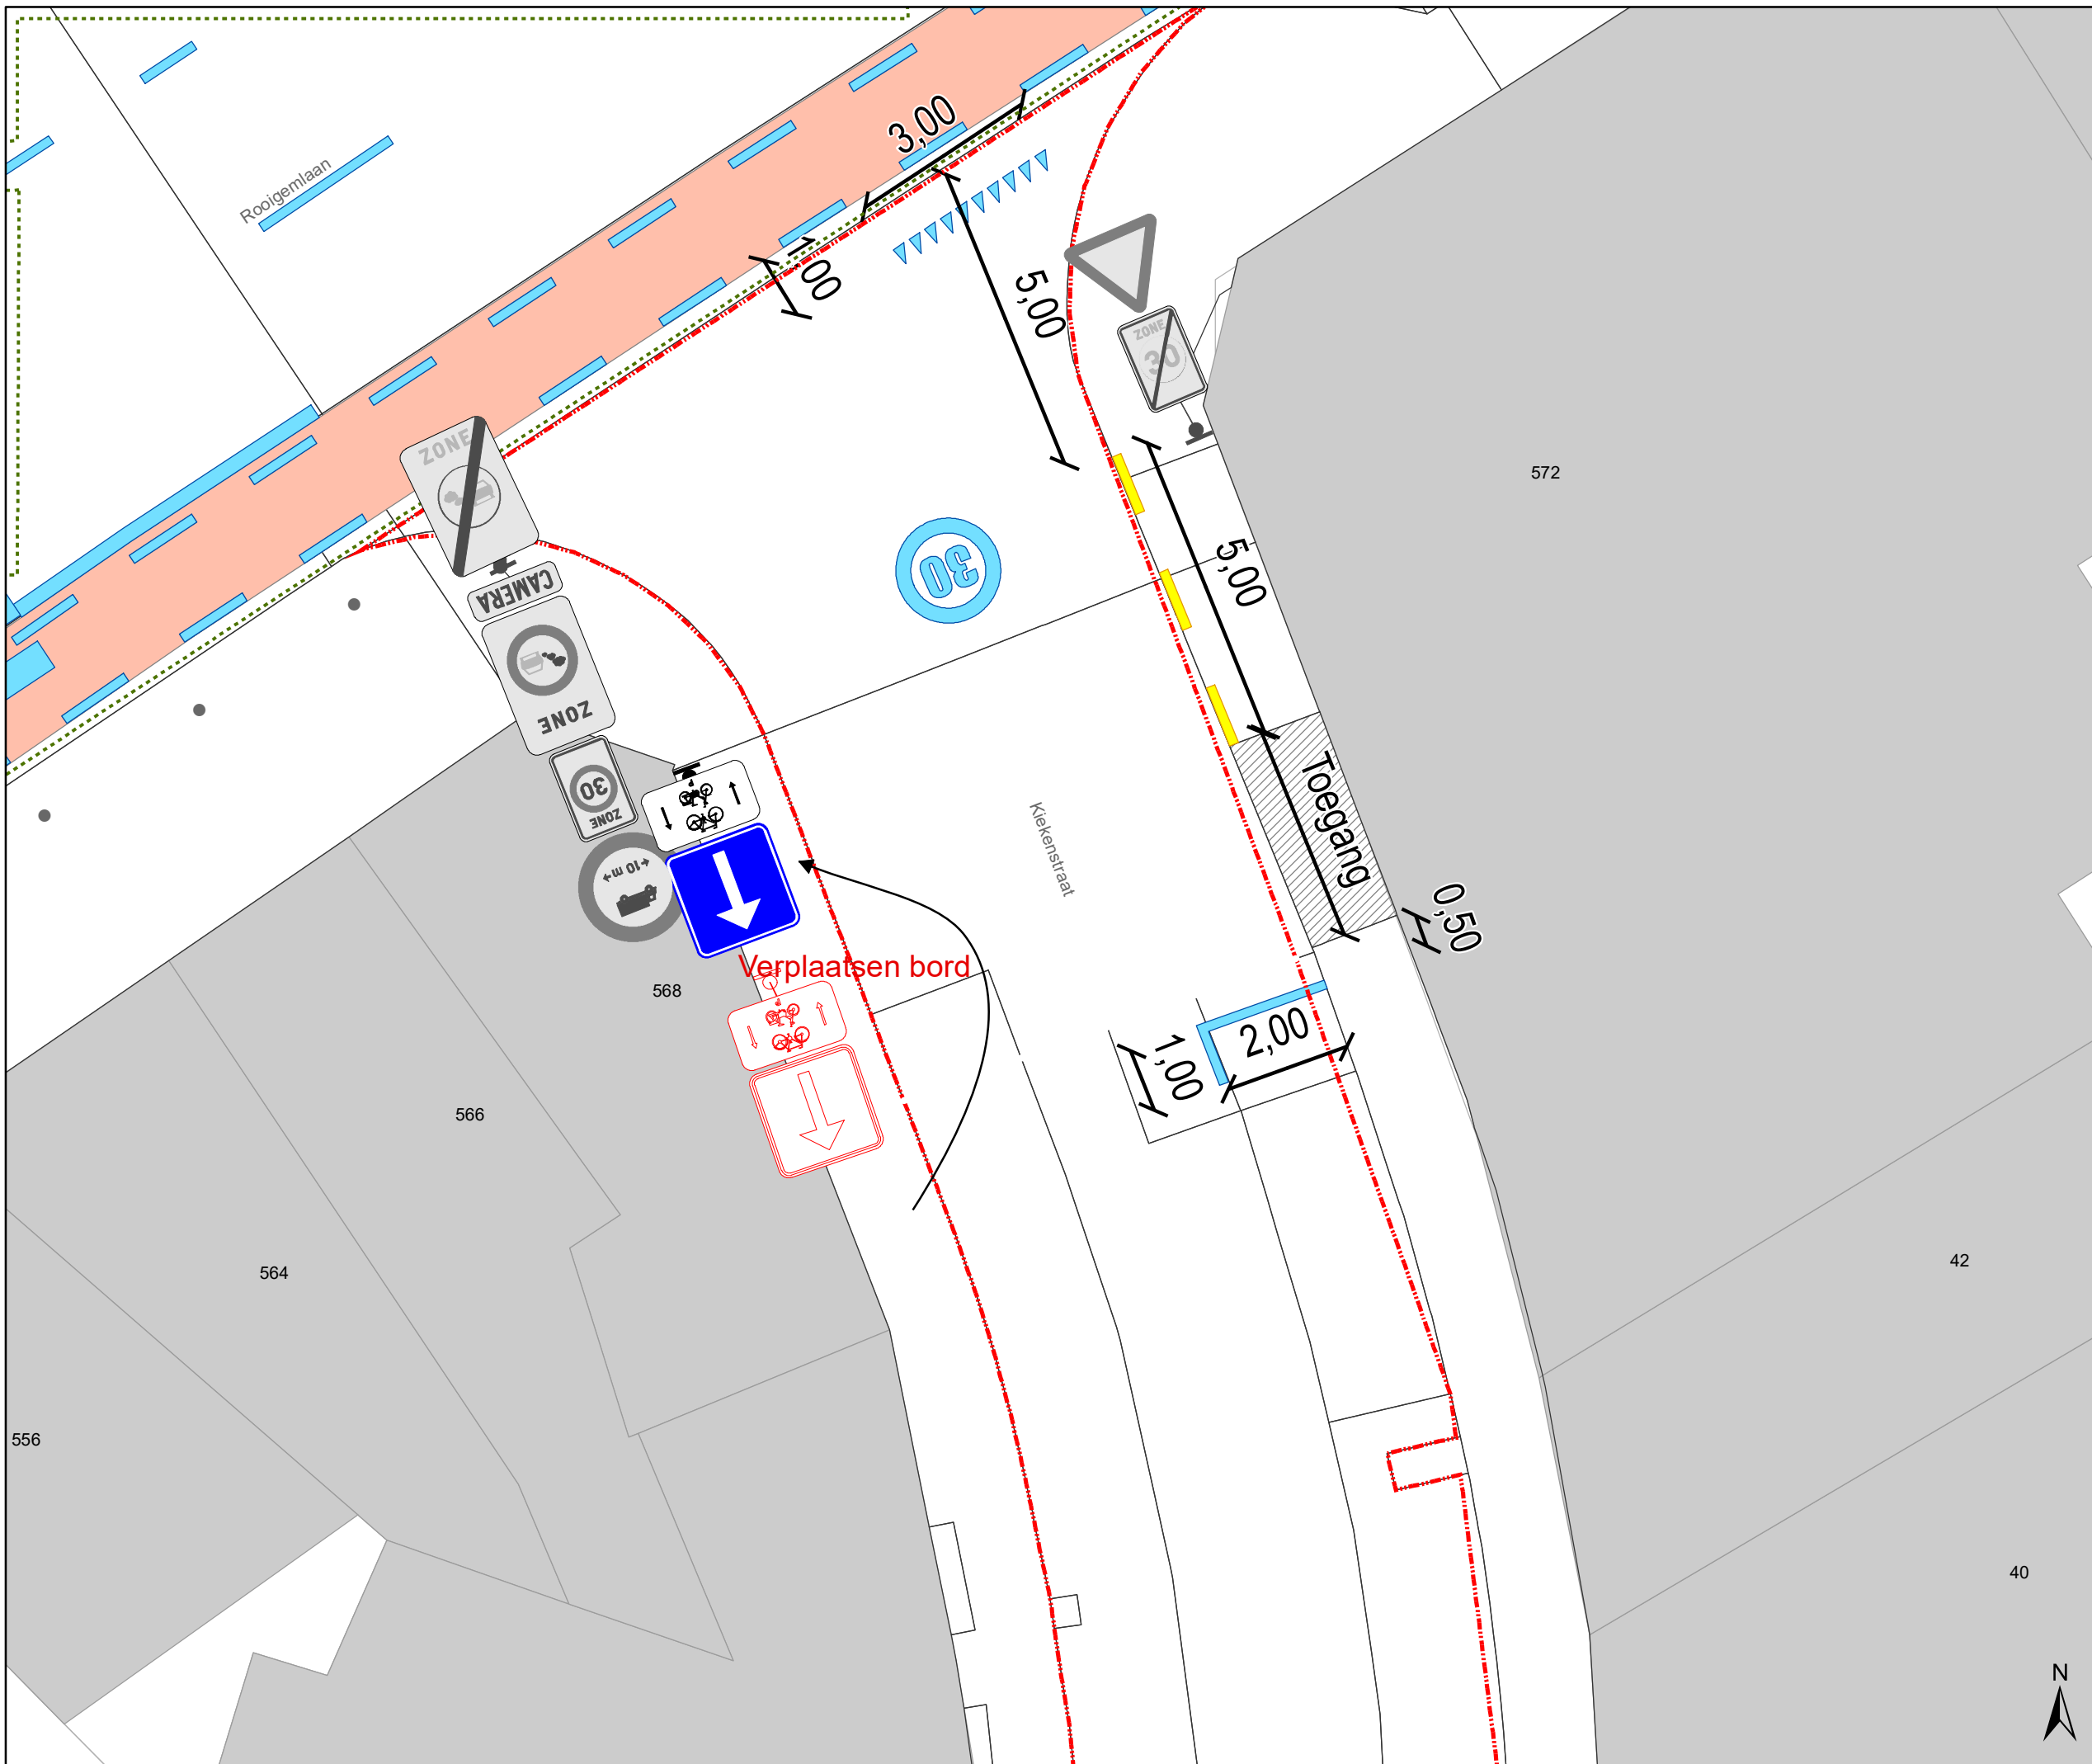 Rooigemlaan
3,00
1,00
5,00
ZONE
30
ZONE
CAMERA
ZONE
30
ZONE
←10 m→
30
5,00
572
Toegang
0,50
Kiekenstraat
Verplaatsen bord
568
2,00
1,00
566
564
42
556
40
N